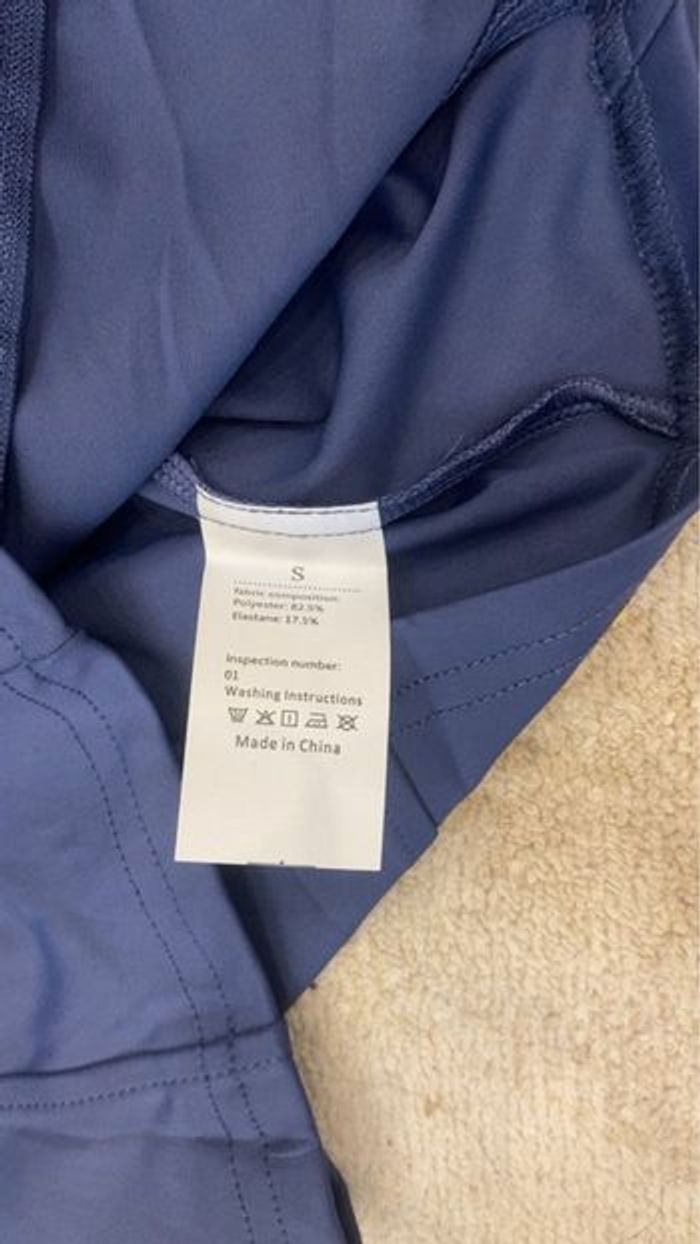 S
fabric composition:
Polyester: 82.5%
Elastane: 17.5%
Inspection number:
01
Washing Instructions
Made in China